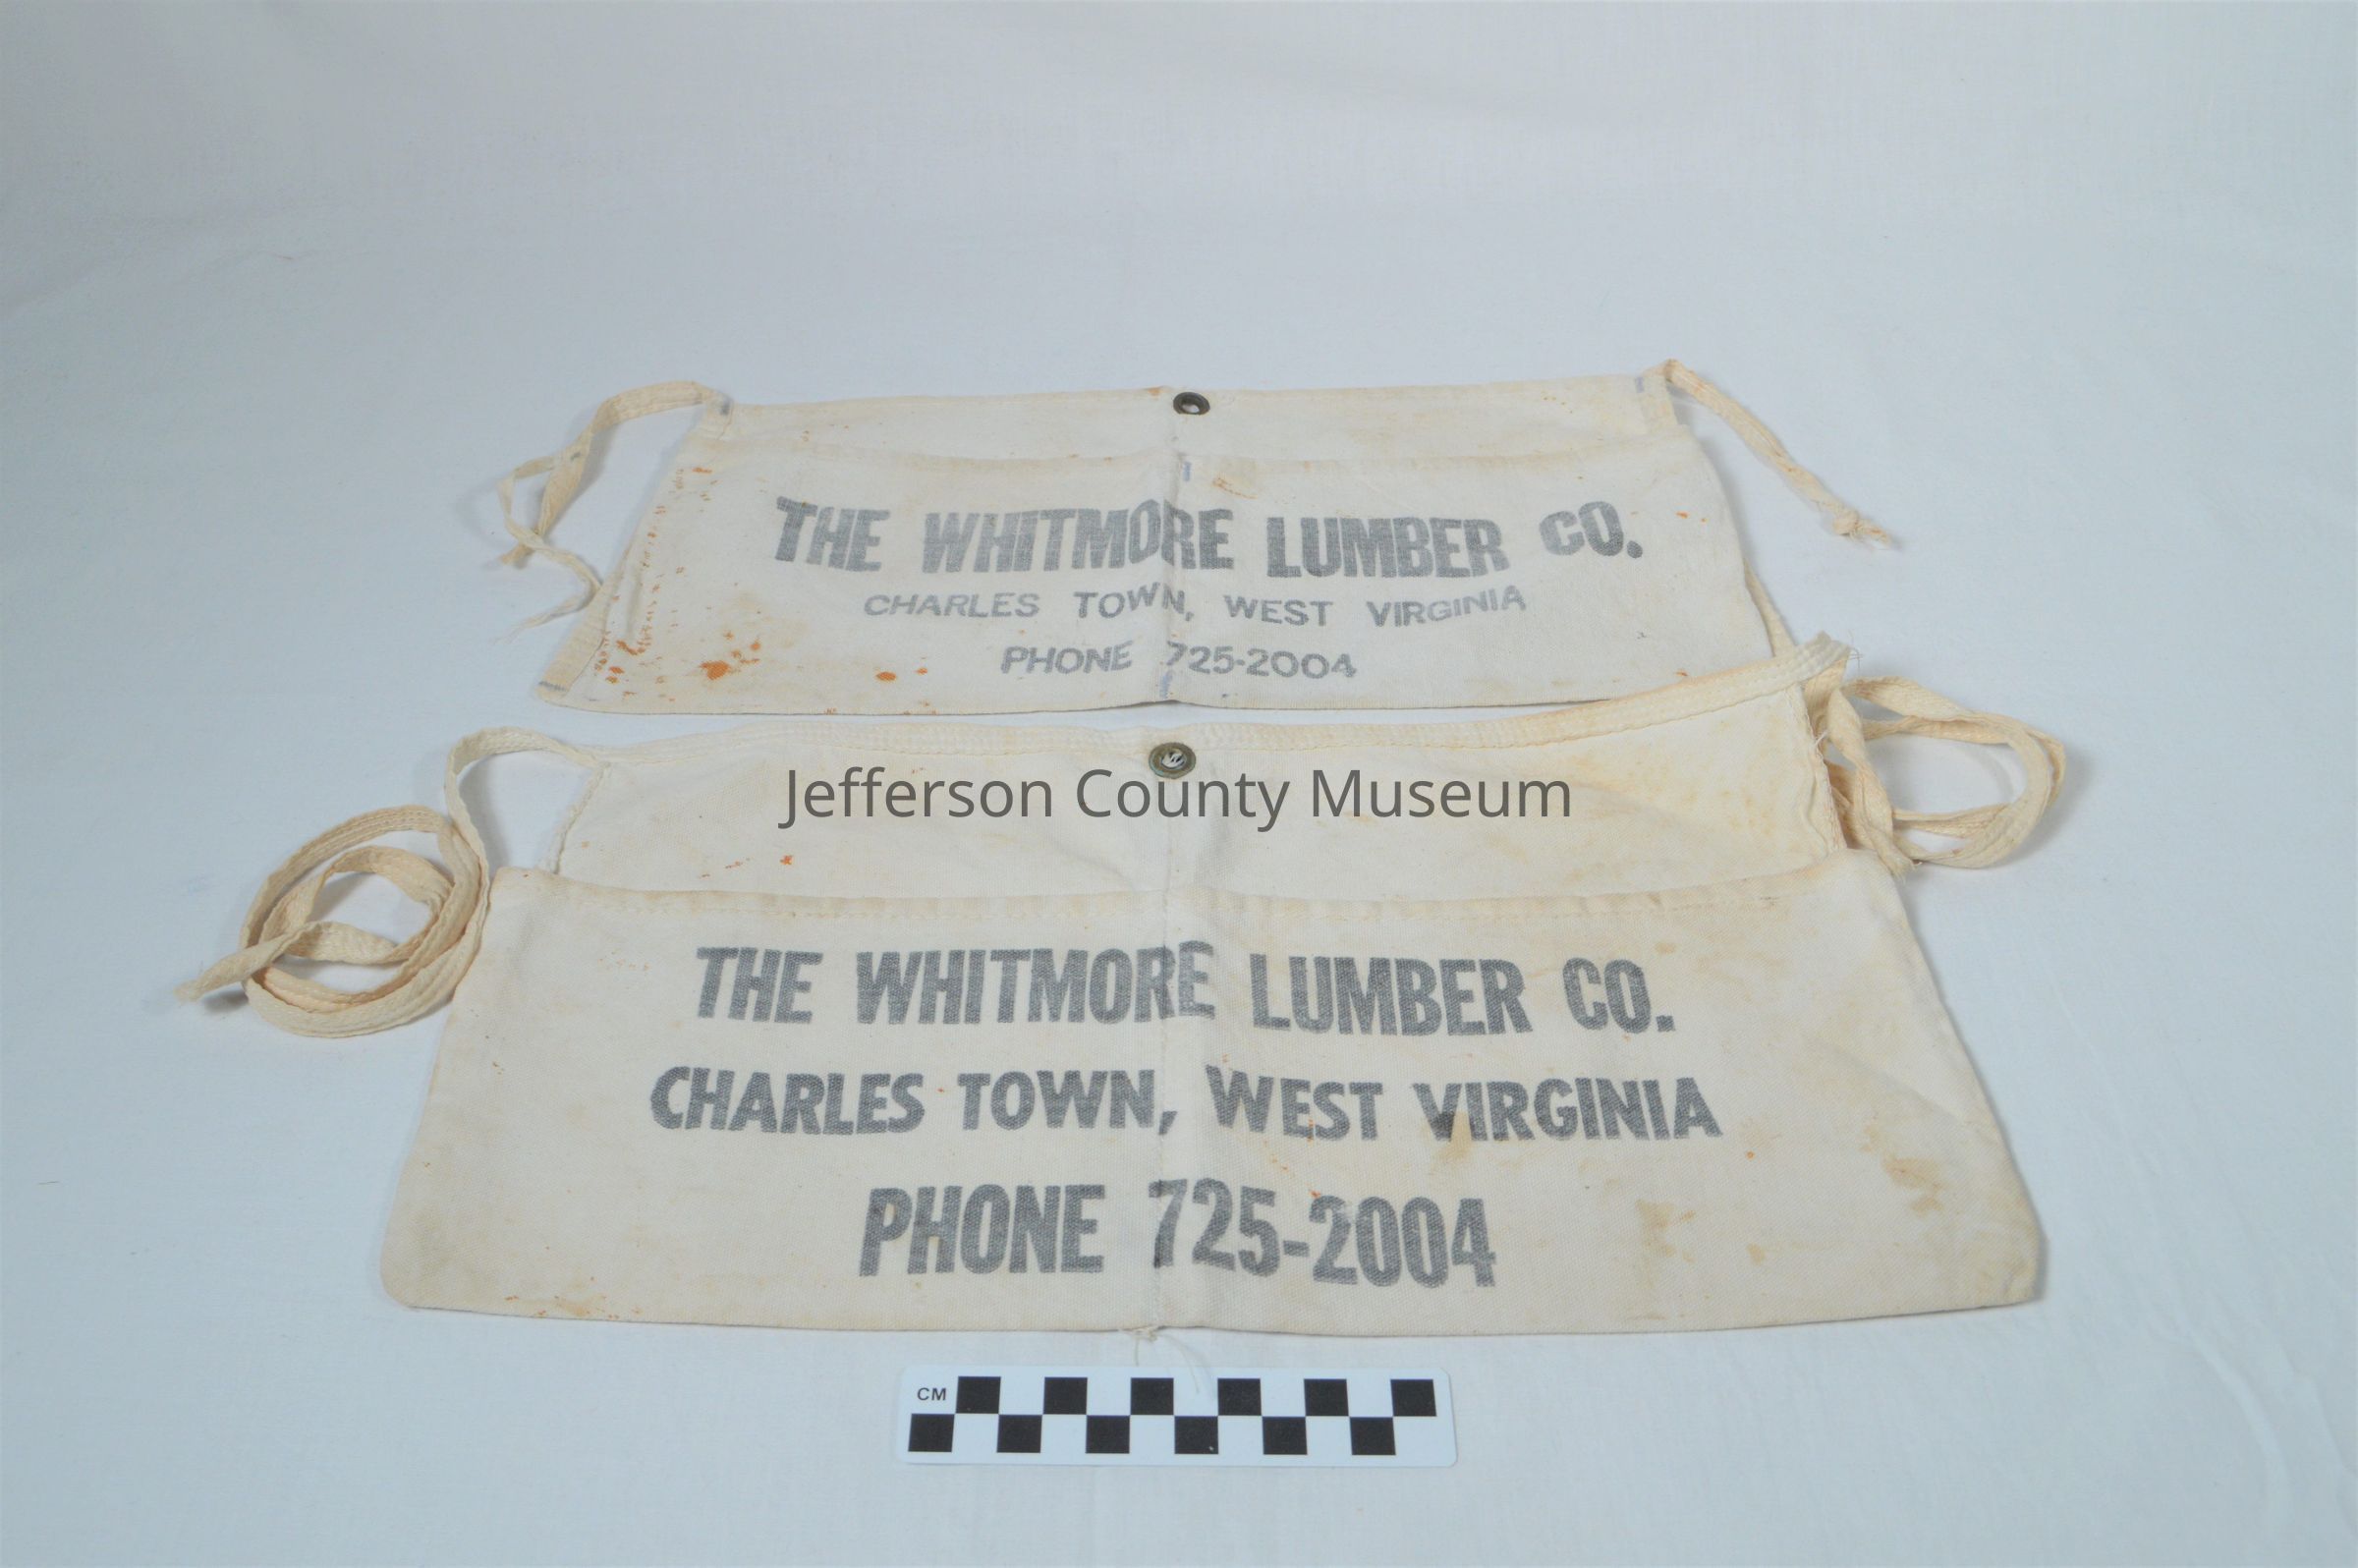 THE WHITMORE LUMBER CO.
CHARLES TOWN, WEST VIRGINIA
PHONE 725-2004
Jefferson County Museum
THE WHITMORE LUMBER CO.
CHARLES TOWN, WEST VIRGINIA
PHONE 725-2004
CM